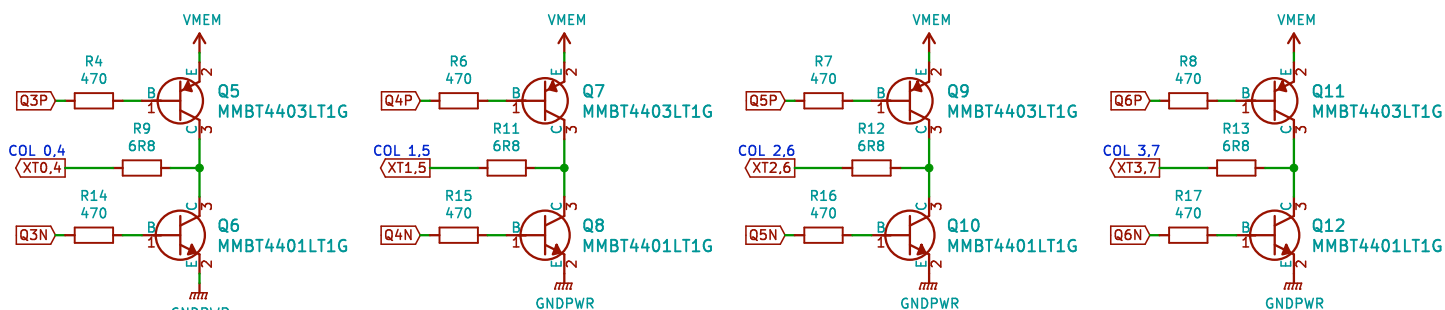 VMEM
R4
470
Q3P
B
1
E
2
Q5
MMBT4403LT1G
C
3
R9
6R8
COL 0,4
XT0,4
R14
470
Q3N
B
1
C
3
Q6
MMBT4401LT1G
E
2
GNDPWR
VMEM
R6
470
Q4P
B
1
E
2
Q7
MMBT4403LT1G
C
3
R11
6R8
COL 1,5
XT1,5
R15
470
Q4N
B
1
C
3
Q8
MMBT4401LT1G
E
2
GNDPWR
VMEM
R7
470
Q5P
B
1
E
2
Q9
MMBT4403LT1G
C
3
R12
6R8
COL 2,6
XT2,6
R16
470
Q5N
B
1
C
3
Q10
MMBT4401LT1G
E
2
GNDPWR
VMEM
R8
470
Q6P
B
1
E
2
Q11
MMBT4403LT1G
C
3
R13
6R8
COL 3,7
XT3,7
R17
470
Q6N
B
1
C
3
Q12
MMBT4401LT1G
E
2
GNDPWR